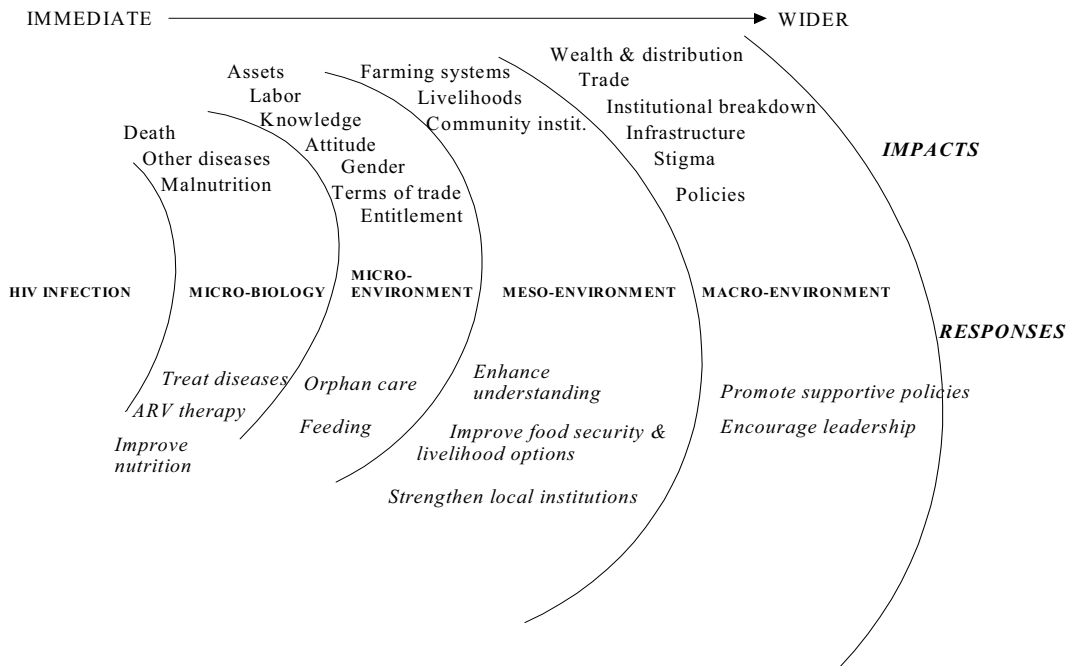 IMMEDIATE
WIDER
Wealth & distribution
Trade
Institutional breakdown
Infrastructure
Stigma
Policies
Farming systems
Livelihoods
Community instit.
Assets
Labor
Knowledge
Attitude
Gender
Terms of trade
Entitlement
Death
Other diseases
Malnutrition
IMPACTS
HIV INFECTION
MICRO-BIOLOGY
MICRO-
ENVIRONMENT
MESO-ENVIRONMENT
MACRO-ENVIRONMENT
RESPONSES
Treat diseases
ARV therapy
Improve
nutrition
Orphan care
Feeding
Enhance
understanding
Improve food security &
livelihood options
Strengthen local institutions
Promote supportive policies
Encourage leadership